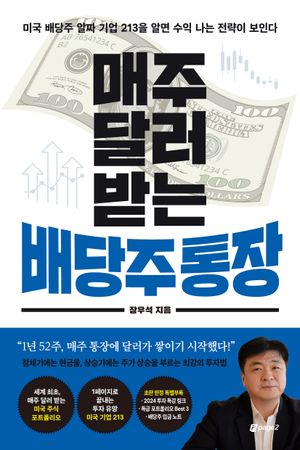 미국 배당주 알짜 기업 213을 알면 수익 나는 전략이 보인다
매주
달러
받는
배당주 통장
장우석 지음
AB 76541234 C
100
"1년 52주, 매주 통장에 달러가 쌓이기 시작했다!"
침체기에는 현금을, 상승기에는 주가 상승을 부르는 최강의 투자법
세계 최초,
매주 달러 받는
미국 주식
포트폴리오
1페이지로
끝내는
투자 유망
미국 기업 213
초판 한정 특별부록
· 2024 투자 특강 링크
· 특급 포트폴리오 Best 3
· 배당주 입금 노트
page2